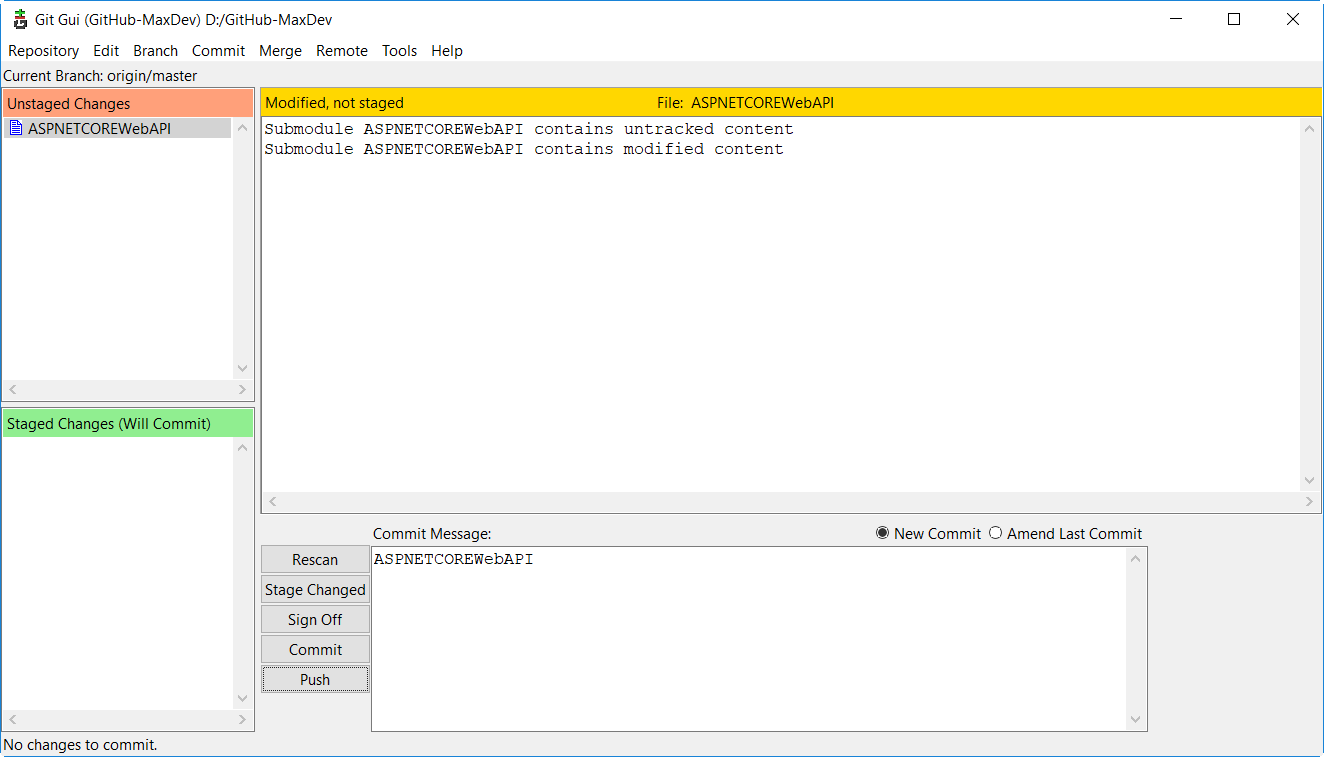 Git Gui (GitHub-MaxDev) D:/GitHub-MaxDev
Repository Edit Branch Commit Merge Remote Tools Help
Current Branch: origin/master
Unstaged Changes
ASPNETCOREWebAPI
Modified, not staged File: ASPNETCOREWebAPI
Submodule ASPNETCOREWebAPI contains untracked content
Submodule ASPNETCOREWebAPI contains modified content
Staged Changes (Will Commit)
Commit Message: New Commit Amend Last Commit
Rescan
Stage Changed
Sign Off
Commit
Push
ASPNETCOREWebAPI
No changes to commit.